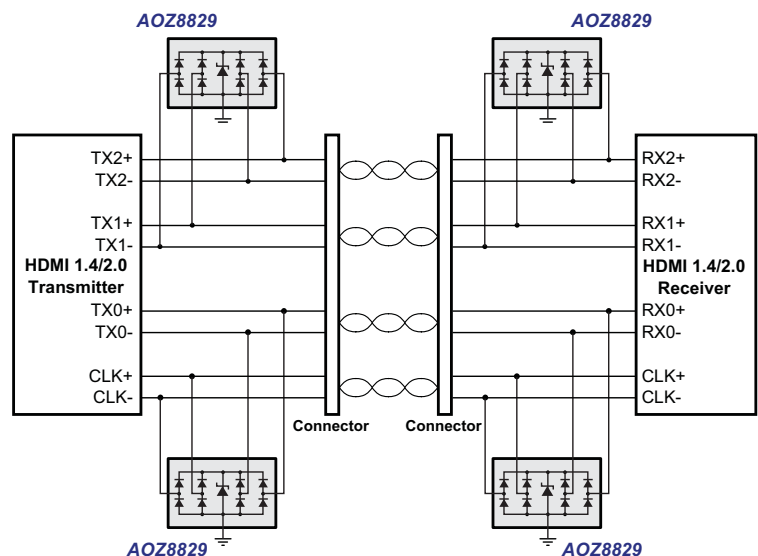 AOZ8829
AOZ8829
TX2+
TX2-
TX1+
TX1-
HDMI 1.4/2.0
Transmitter
TX0+
TX0-
CLK+
CLK-
Connector
Connector
RX2+
RX2-
RX1+
RX1-
HDMI 1.4/2.0
Receiver
RX0+
RX0-
CLK+
CLK-
AOZ8829
AOZ8829